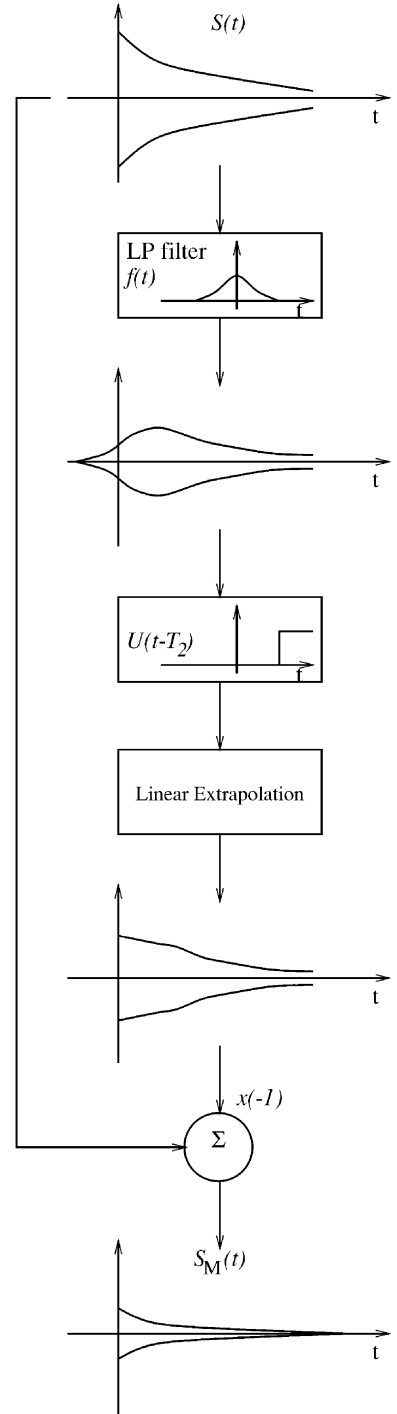 S(t)
t
LP filter
f(t)
t
t
U(t-T2)
t
Linear Extrapolation
t
x(-1)
Σ
SM(t)
t